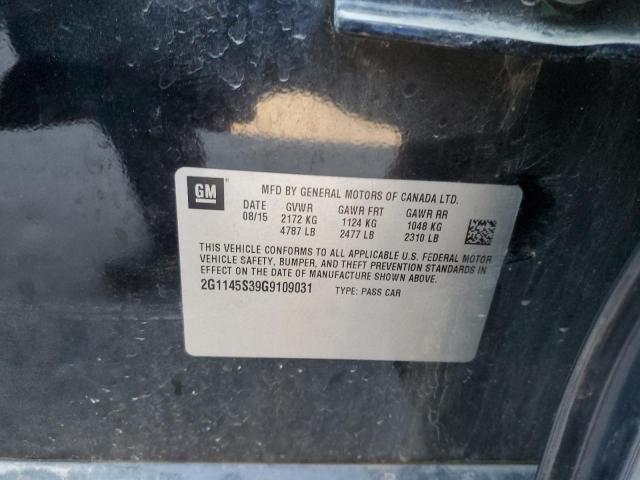 GM
MFD BY GENERAL MOTORS OF CANADA LTD.
DATE GVWR GAWR FRT GAWR RR
08/15 2172 KG 1124 KG 1048 KG
4787 LB 2477 LB 2310 LB
THIS VEHICLE CONFORMS TO ALL APPLICABLE U.S. FEDERAL MOTOR
VEHICLE SAFETY, BUMPER, AND THEFT PREVENTION STANDARDS IN
EFFECT ON THE DATE OF MANUFACTURE SHOWN ABOVE.
2G1145S39G9109031 TYPE: PASS CAR